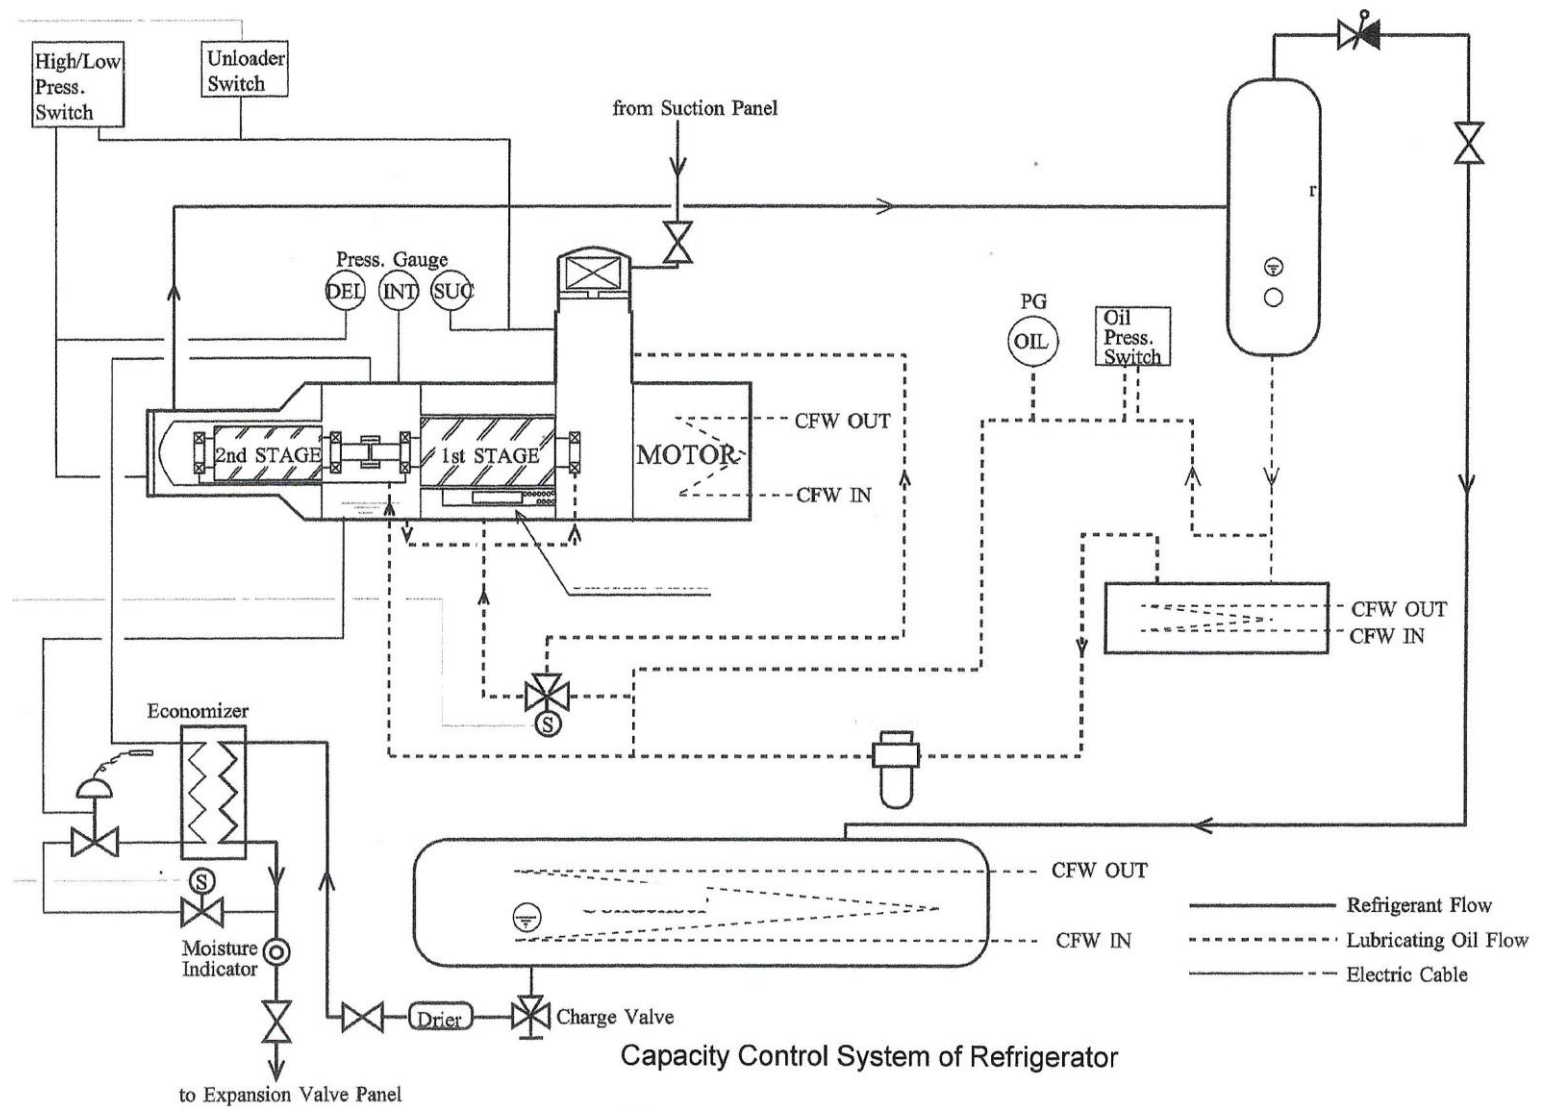 High/Low
Press.
Switch
Unloader
Switch
from Suction Panel
r
Press. Gauge
DEL
INT
SUC
PG
OIL
Oil
Press.
Switch
CFW OUT
2nd STAGE
1st STAGE
MOTOR
CFW IN
CFW OUT
CFW IN
S
Economizer
S
CFW OUT
CFW IN
Moisture
Indicator
Drier
Charge Valve
Refrigerant Flow
Lubricating Oil Flow
Electric Cable
Capacity Control System of Refrigerator
to Expansion Valve Panel